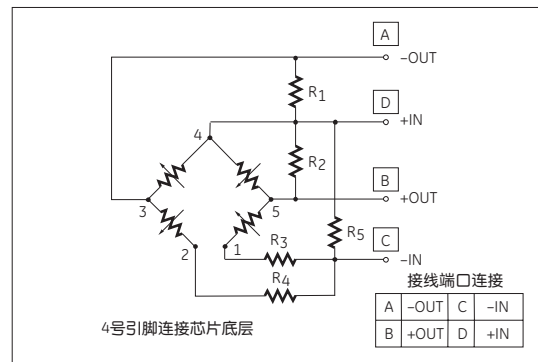 A
–OUT
R1
D
4
+IN
R2
B
3
5
+OUT
R5
C
2
1
R3
–IN
R4
接线端口连接
A –OUT C –IN
B +OUT D +IN
4号引脚连接芯片底层